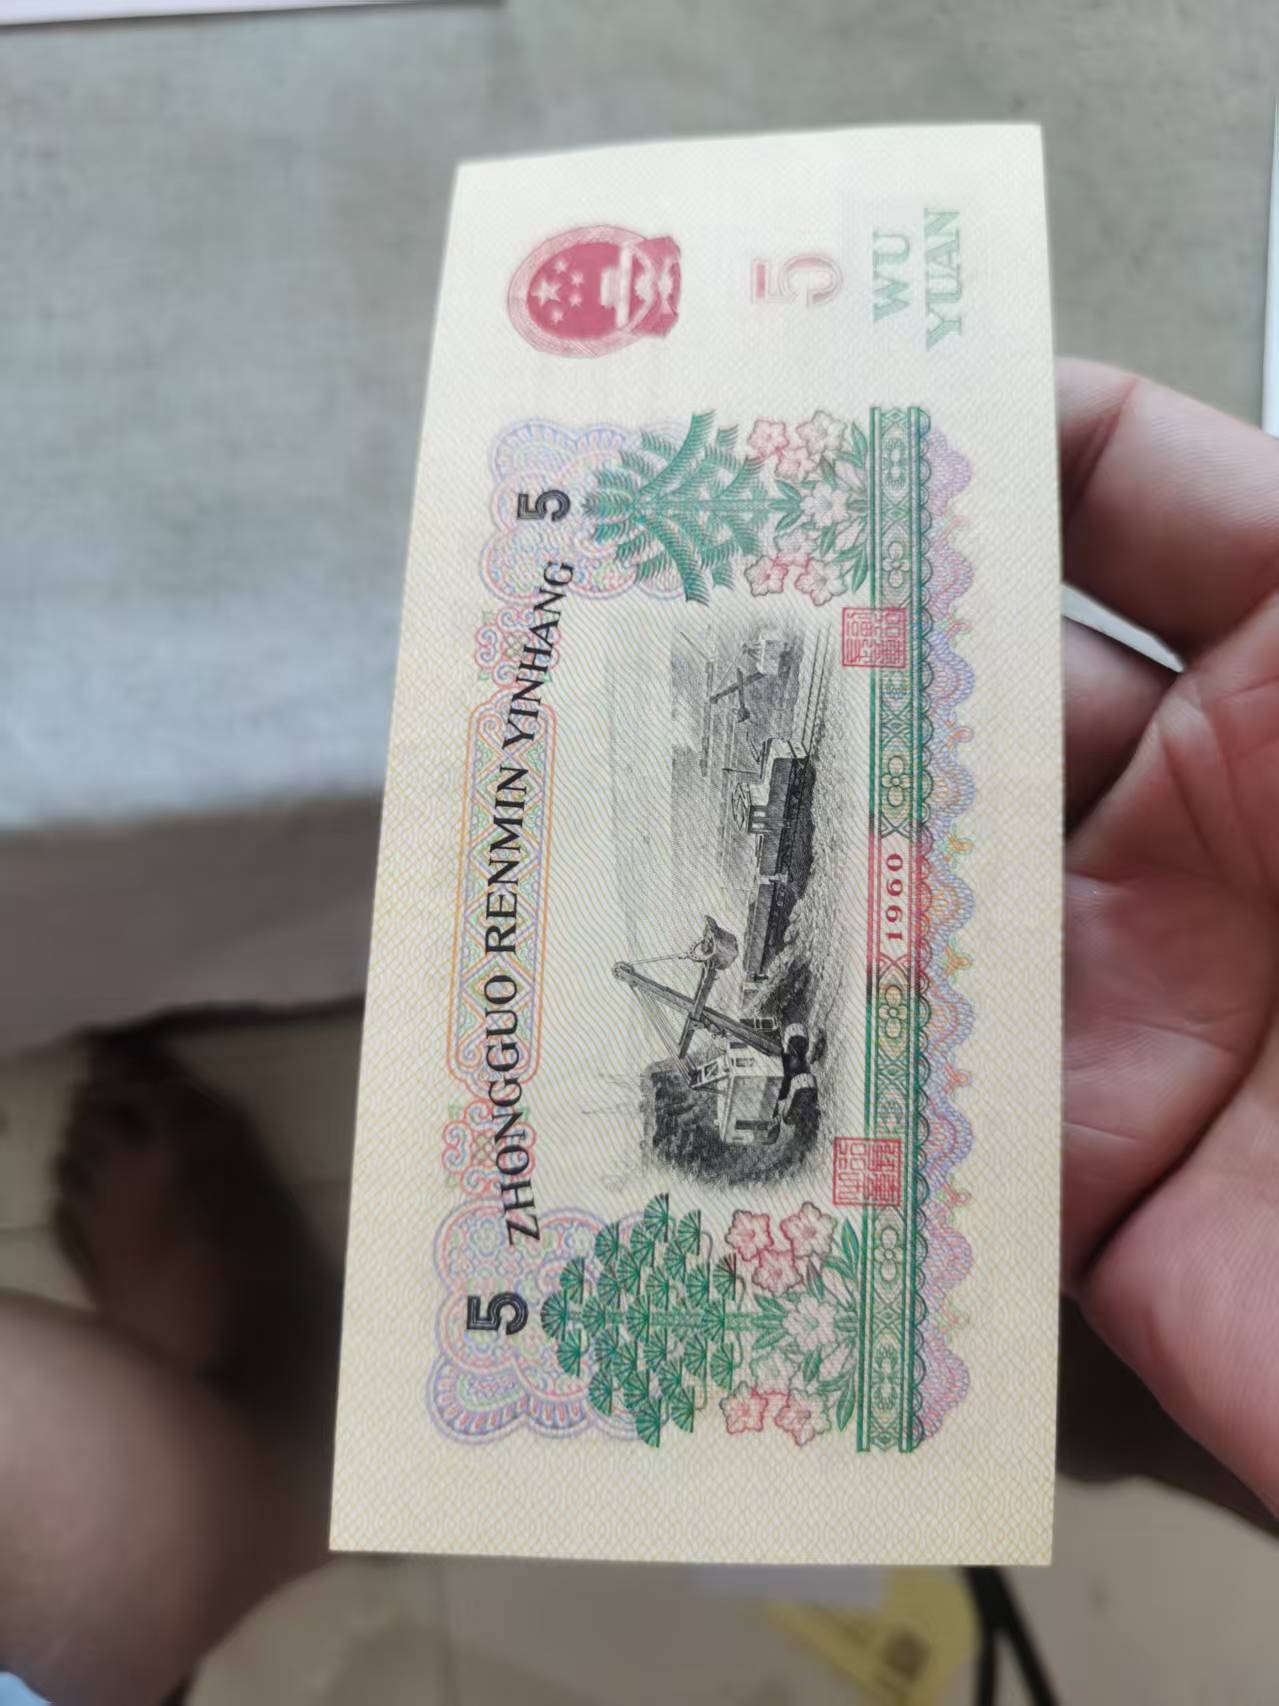 5 ZHONGGUO RENMIN YINHANG 5
5
WU
YUAN
1960